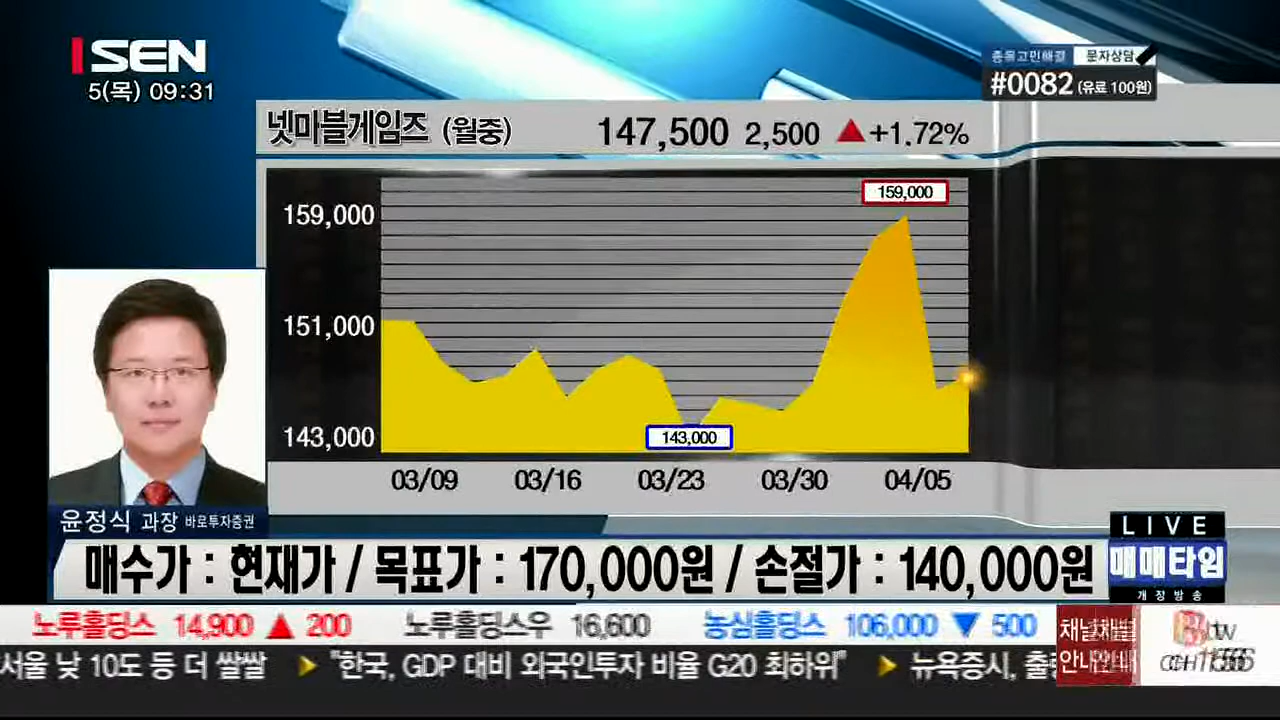 SEN
5(목) 09:31
종목고민해결 문자상담
#0082 (유료 100원)
넷마블게임즈 (월중) 147,500 2,500 ▲ +1.72%
159,000
159,000
151,000
143,000
143,000
03/09 03/16 03/23 03/30 04/05
윤정식 과장 바로투자증권
LIVE
매수가 : 현재가 / 목표가 : 170,000원 / 손절가 : 140,000원
매매타임
개장방송
노루홀딩스 14,900 ▲ 200 노루홀딩스우 16,600 농심홀딩스 106,000 ▼ 500
채널
안내
B tv
서울 낮 10도 등 더 쌀쌀 ▶ "한국, GDP 대비 외국인투자 비율 G20 최하위" ▶ 뉴욕증시,